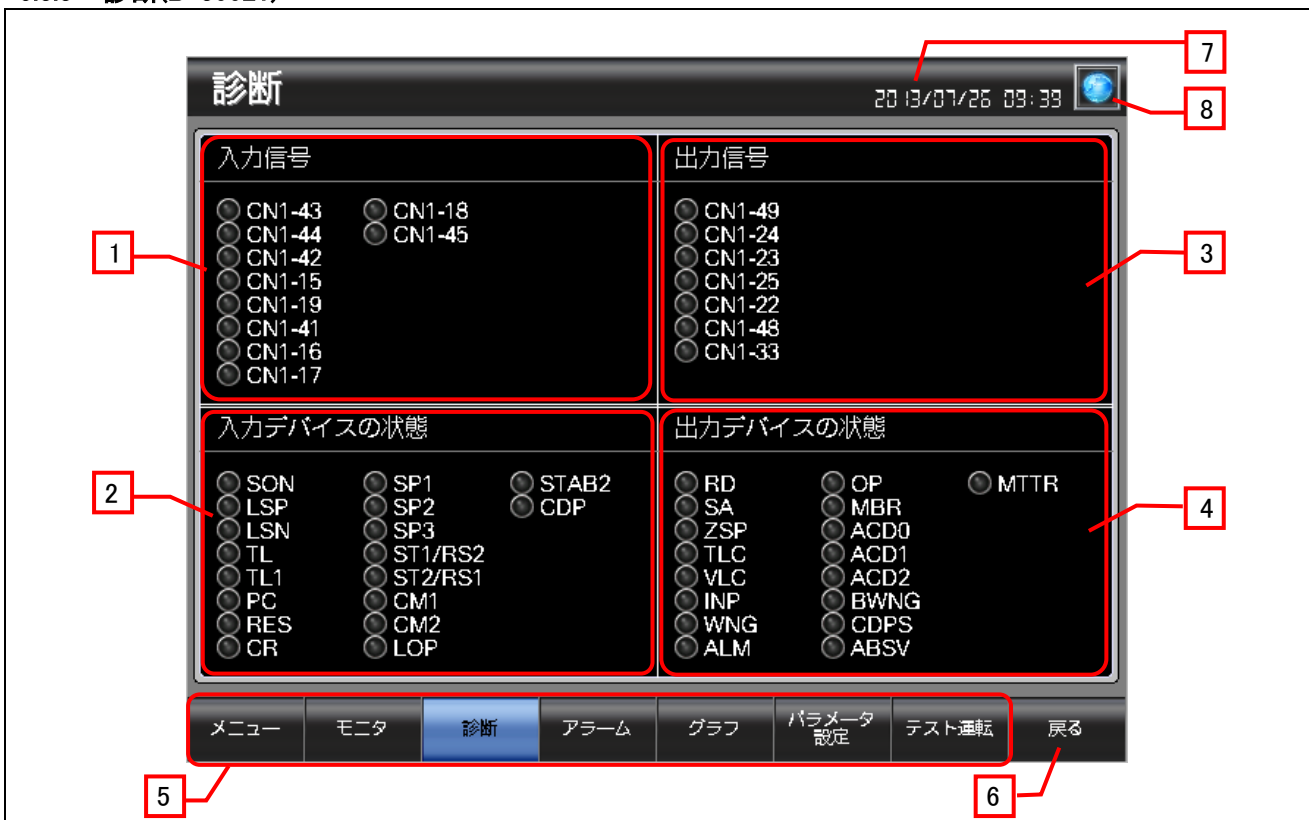 7
診断
2013/07/26 09:39
8
入力信号
CN1-43
CN1-44
CN1-42
CN1-15
CN1-19
CN1-41
CN1-16
CN1-17
CN1-18
CN1-45
1
出力信号
CN1-49
CN1-24
CN1-23
CN1-25
CN1-22
CN1-48
CN1-33
3
入力デバイスの状態
SON
LSP
LSN
TL
TL1
PC
RES
CR
SP1
SP2
SP3
ST1/RS2
ST2/RS1
CM1
CM2
LOP
STAB2
CDP
2
出力デバイスの状態
RD
SA
ZSP
TLC
VLC
INP
WNG
ALM
OP
MBR
ACD0
ACD1
ACD2
BWNG
CDPS
ABSV
MTTR
4
メニュー
モニタ
診断
アラーム
グラフ
パラメータ
設定
テスト運転
戻る
5
6